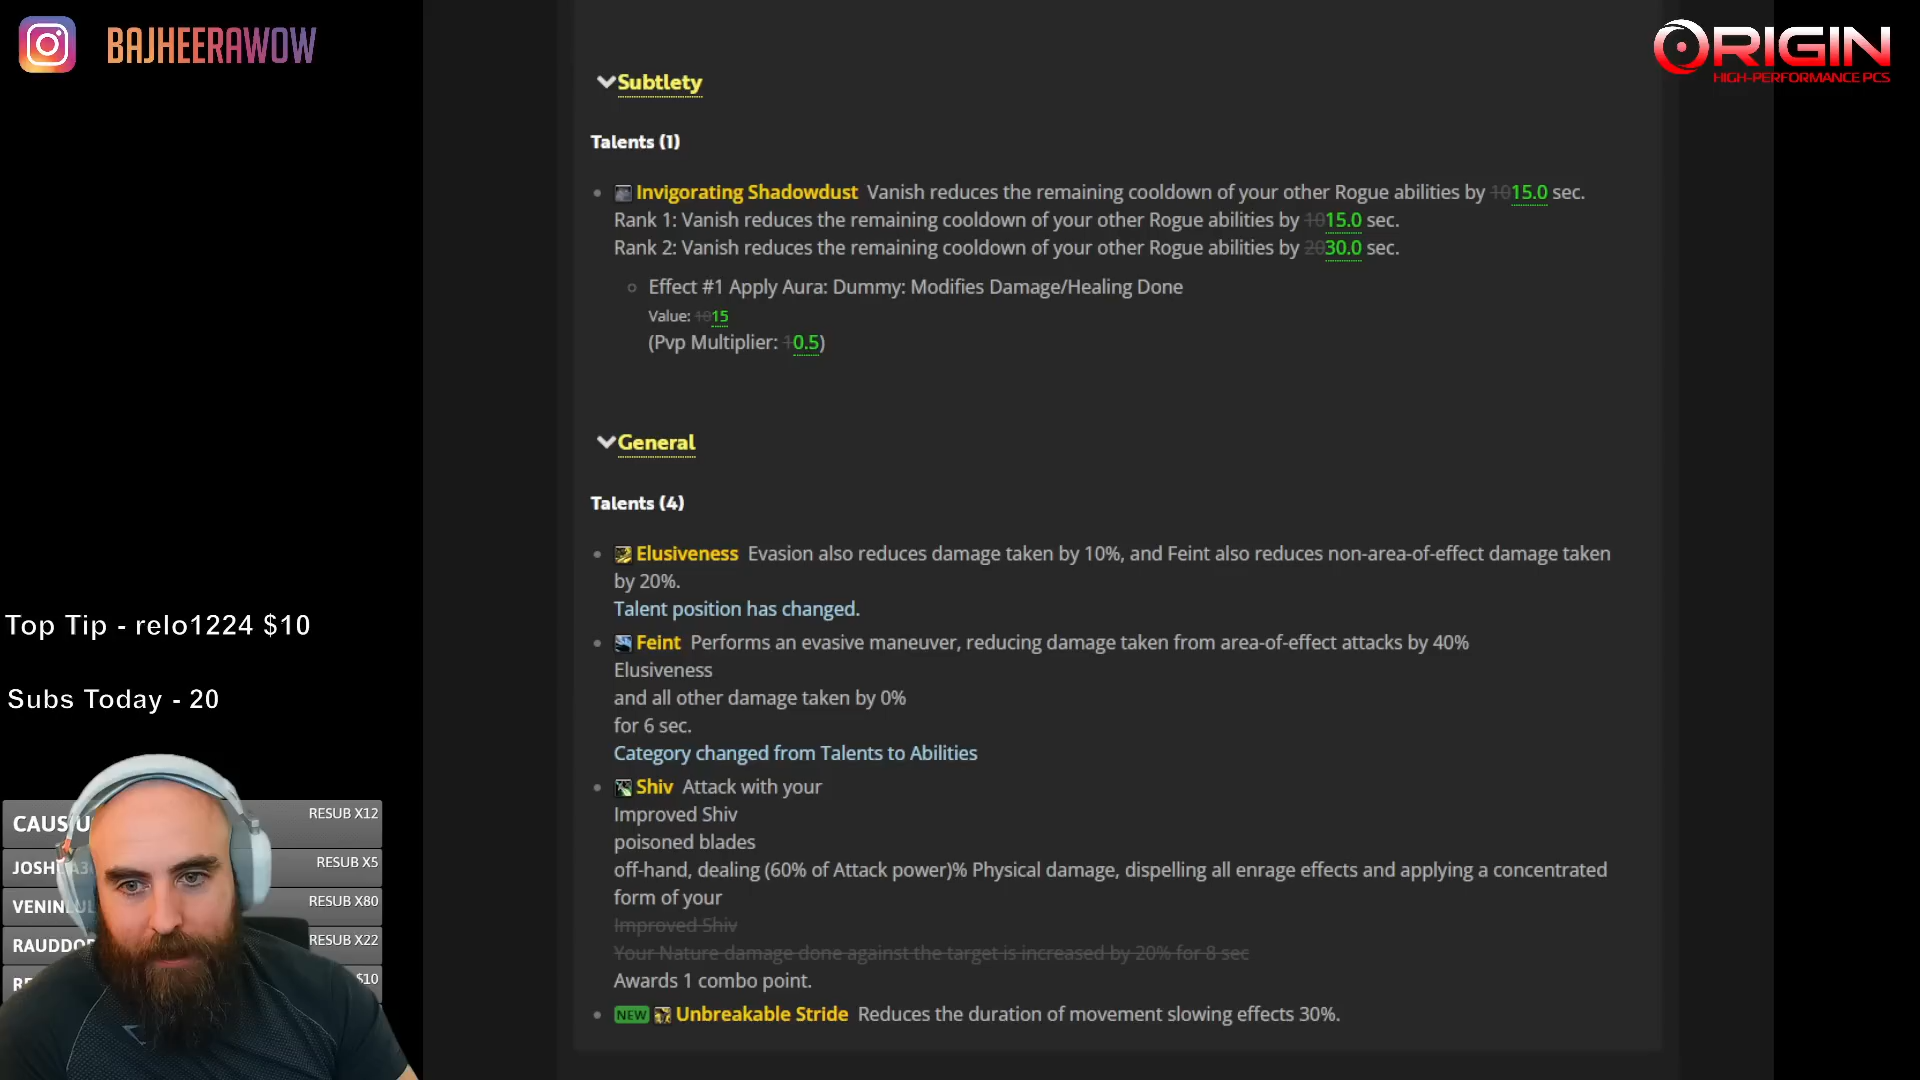 BAJHEERAWOW
ORIGIN
HIGH-PERFORMANCE PCS
Subtlety
Talents (1)
Invigorating Shadowdust Vanish reduces the remaining cooldown of your other Rogue abilities by 1015.0 sec.
Rank 1: Vanish reduces the remaining cooldown of your other Rogue abilities by 1015.0 sec.
Rank 2: Vanish reduces the remaining cooldown of your other Rogue abilities by 2030.0 sec.
Effect #1 Apply Aura: Dummy: Modifies Damage/Healing Done
Value: 1015
(Pvp Multiplier: 10.5)
General
Talents (4)
Elusiveness Evasion also reduces damage taken by 10%, and Feint also reduces non-area-of-effect damage taken
by 20%.
Talent position has changed.
Feint Performs an evasive maneuver, reducing damage taken from area-of-effect attacks by 40%
Elusiveness
and all other damage taken by 0%
for 6 sec.
Category changed from Talents to Abilities
Shiv Attack with your
Improved Shiv
poisoned blades
off-hand, dealing (60% of Attack power)% Physical damage, dispelling all enrage effects and applying a concentrated
form of your
Improved Shiv
Your Nature damage done against the target is increased by 20% for 8 sec
Awards 1 combo point.
NEW Unbreakable Stride Reduces the duration of movement slowing effects 30%.
Top Tip - relo1224 $10
Subs Today - 20
RESUB X12
RESUB X5
RESUB X80
RESUB X22
$10